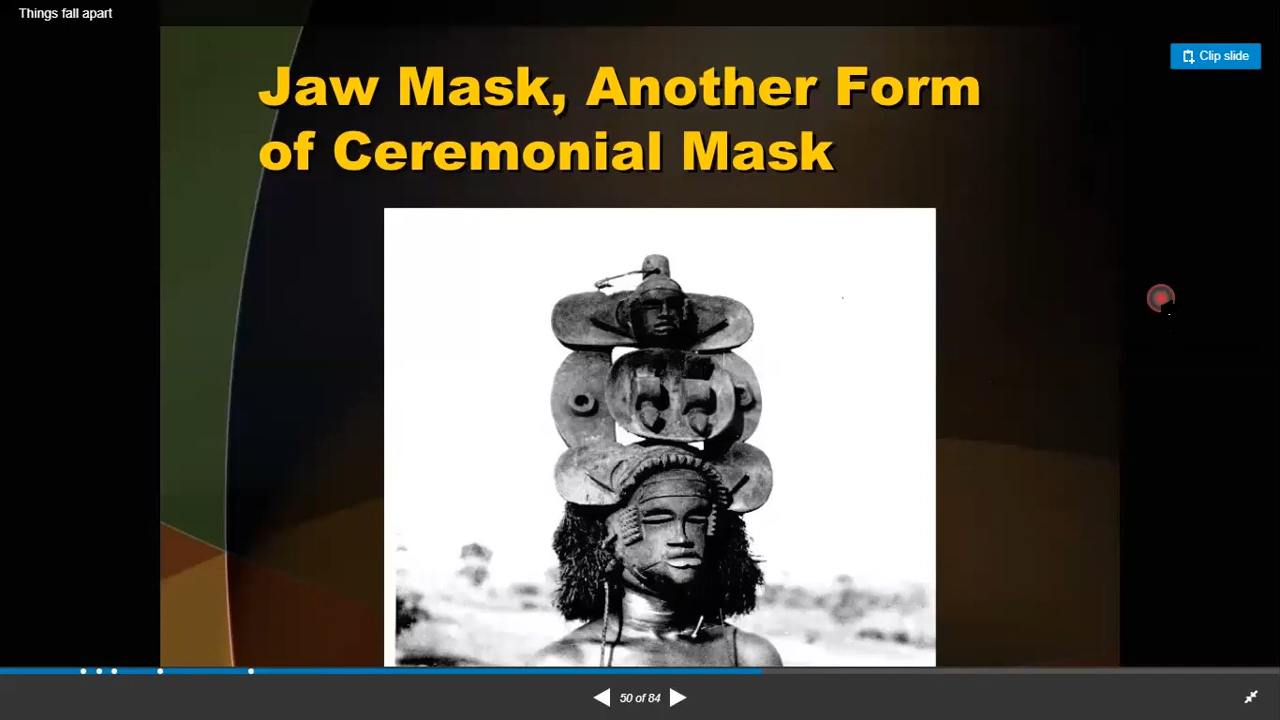 Things fall apart
Clip slide
Jaw Mask, Another Form
of Ceremonial Mask
50 of 84